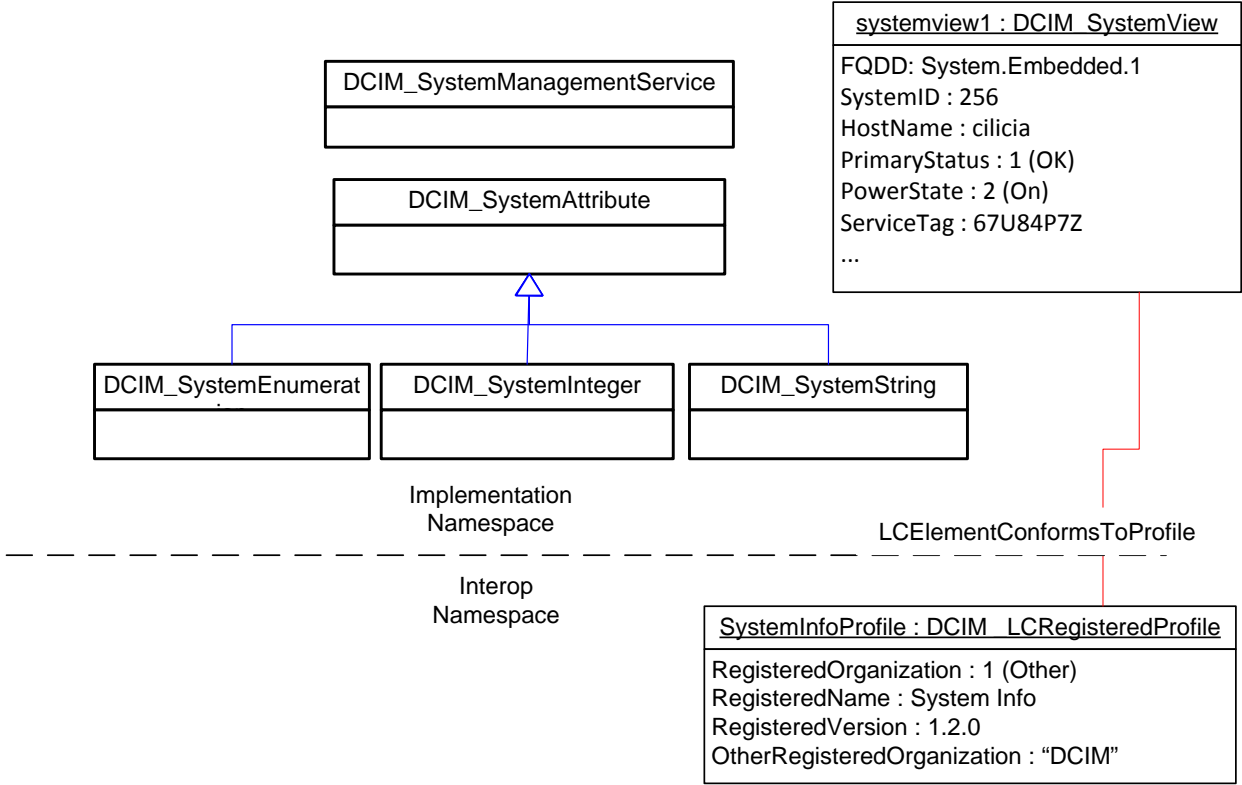 systemview1 : DCIM_SystemView
FQDD: System.Embedded.1
SystemID : 256
HostName : cilicia
PrimaryStatus : 1 (OK)
PowerState : 2 (On)
ServiceTag : 67U84P7Z
...
DCIM_SystemManagementService
DCIM_SystemAttribute
DCIM_SystemEnumerat
DCIM_SystemInteger
DCIM_SystemString
Implementation
Namespace
LCElementConformsToProfile
Interop
Namespace
SystemInfoProfile : DCIM_LCRegisteredProfile
RegisteredOrganization : 1 (Other)
RegisteredName : System Info
RegisteredVersion : 1.2.0
OtherRegisteredOrganization : “DCIM”